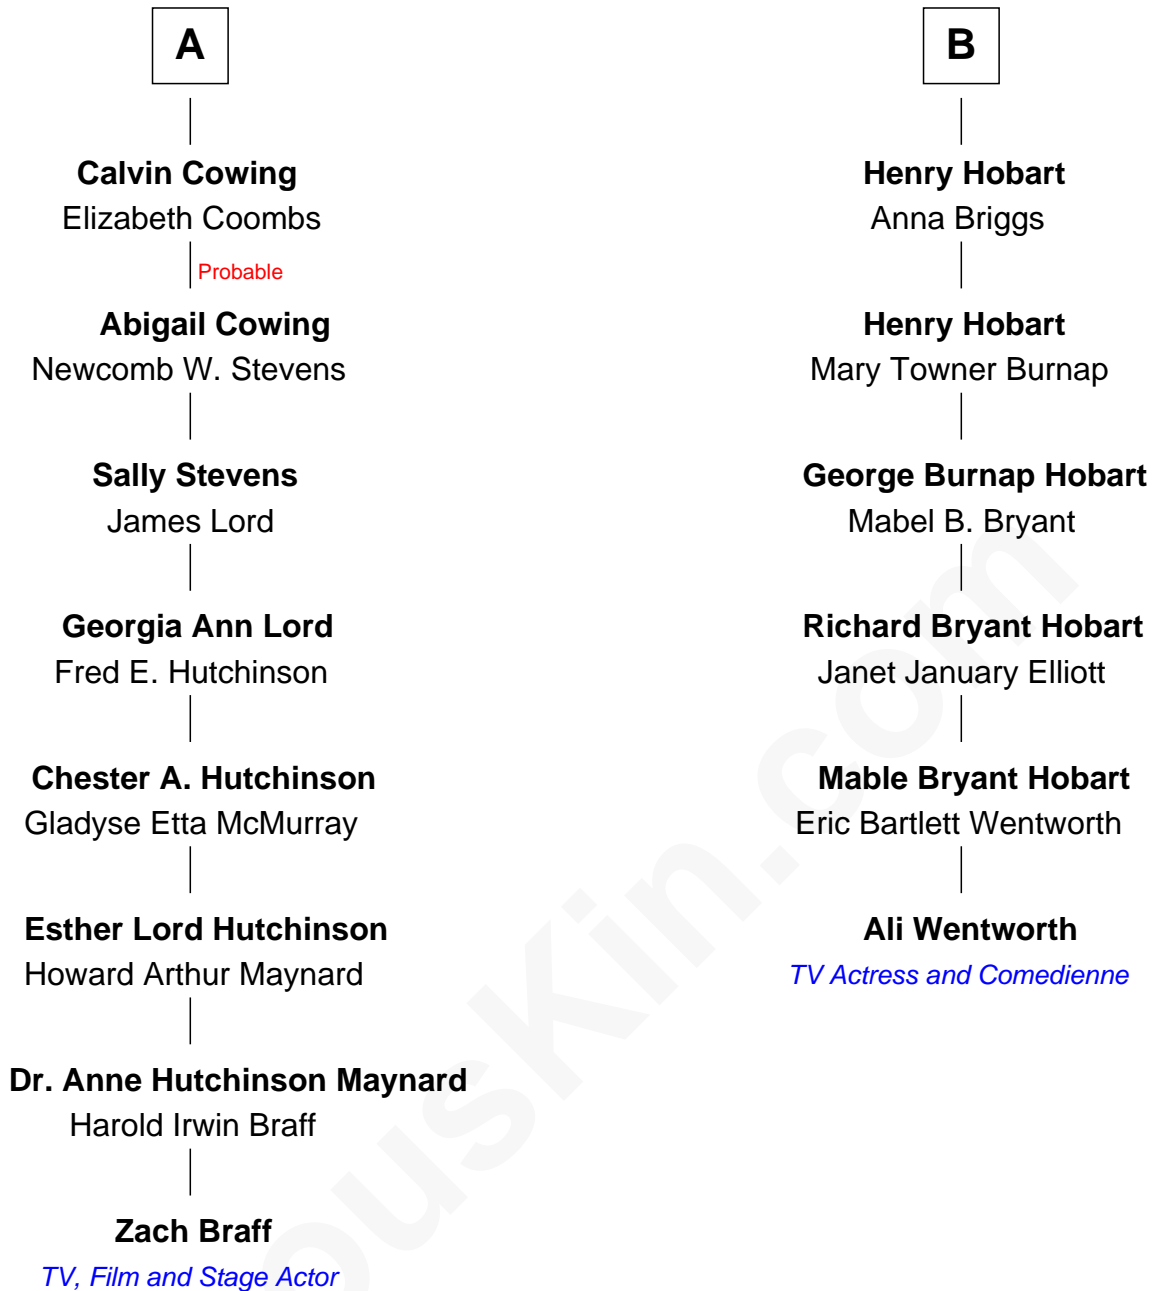 A
Calvin Cowing
Elizabeth Coombs
Probable
Abigail Cowing
Newcomb W. Stevens
Sally Stevens
James Lord
Georgia Ann Lord
Fred E. Hutchinson
Chester A. Hutchinson
Gladyse Etta McMurray
Esther Lord Hutchinson
Howard Arthur Maynard
Dr. Anne Hutchinson Maynard
Harold Irwin Braff
Zach Braff
TV, Film and Stage Actor
B
Henry Hobart
Anna Briggs
Henry Hobart
Mary Towner Burnap
George Burnap Hobart
Mabel B. Bryant
Richard Bryant Hobart
Janet January Elliott
Mable Bryant Hobart
Eric Bartlett Wentworth
Ali Wentworth
TV Actress and Comedienne
ousKin.com